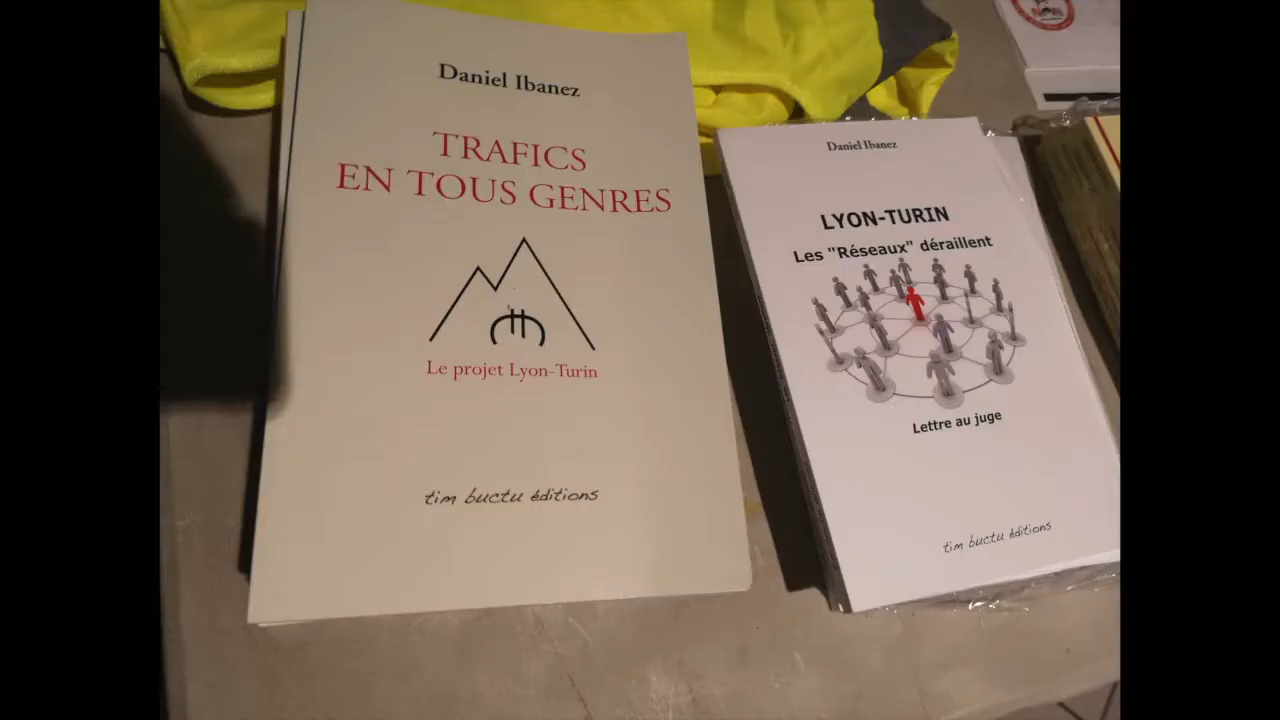 Daniel Ibanez
TRAFICS
EN TOUS GENRES
Le projet Lyon-Turin
tim buctu éditions
Daniel Ibanez
LYON-TURIN
Les "Réseaux" déraillent
Lettre au juge
tim buctu éditions